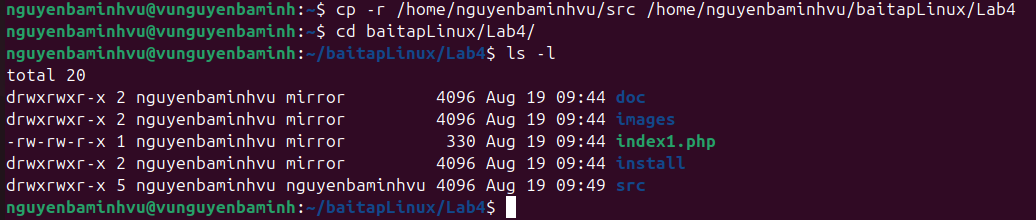 nguyenbaminhvu@vunguyenbaminh:~$ cp -r /home/nguyenbaminhvu/src /home/nguyenbaminhvu/baitapLinux/Lab4
nguyenbaminhvu@vunguyenbaminh:~$ cd baitapLinux/Lab4/
nguyenbaminhvu@vunguyenbaminh:~/baitapLinux/Lab4$ ls -l
total 20
drwxrwxr-x 2 nguyenbaminhvu mirror         4096 Aug 19 09:44 doc
drwxrwxr-x 2 nguyenbaminhvu mirror         4096 Aug 19 09:44 images
-rw-rw-r-x 1 nguyenbaminhvu mirror          330 Aug 19 09:44 index1.php
drwxrwxr-x 2 nguyenbaminhvu mirror         4096 Aug 19 09:44 install
drwxrwxr-x 5 nguyenbaminhvu nguyenbaminhvu 4096 Aug 19 09:49 src
nguyenbaminhvu@vunguyenbaminh:~/baitapLinux/Lab4$